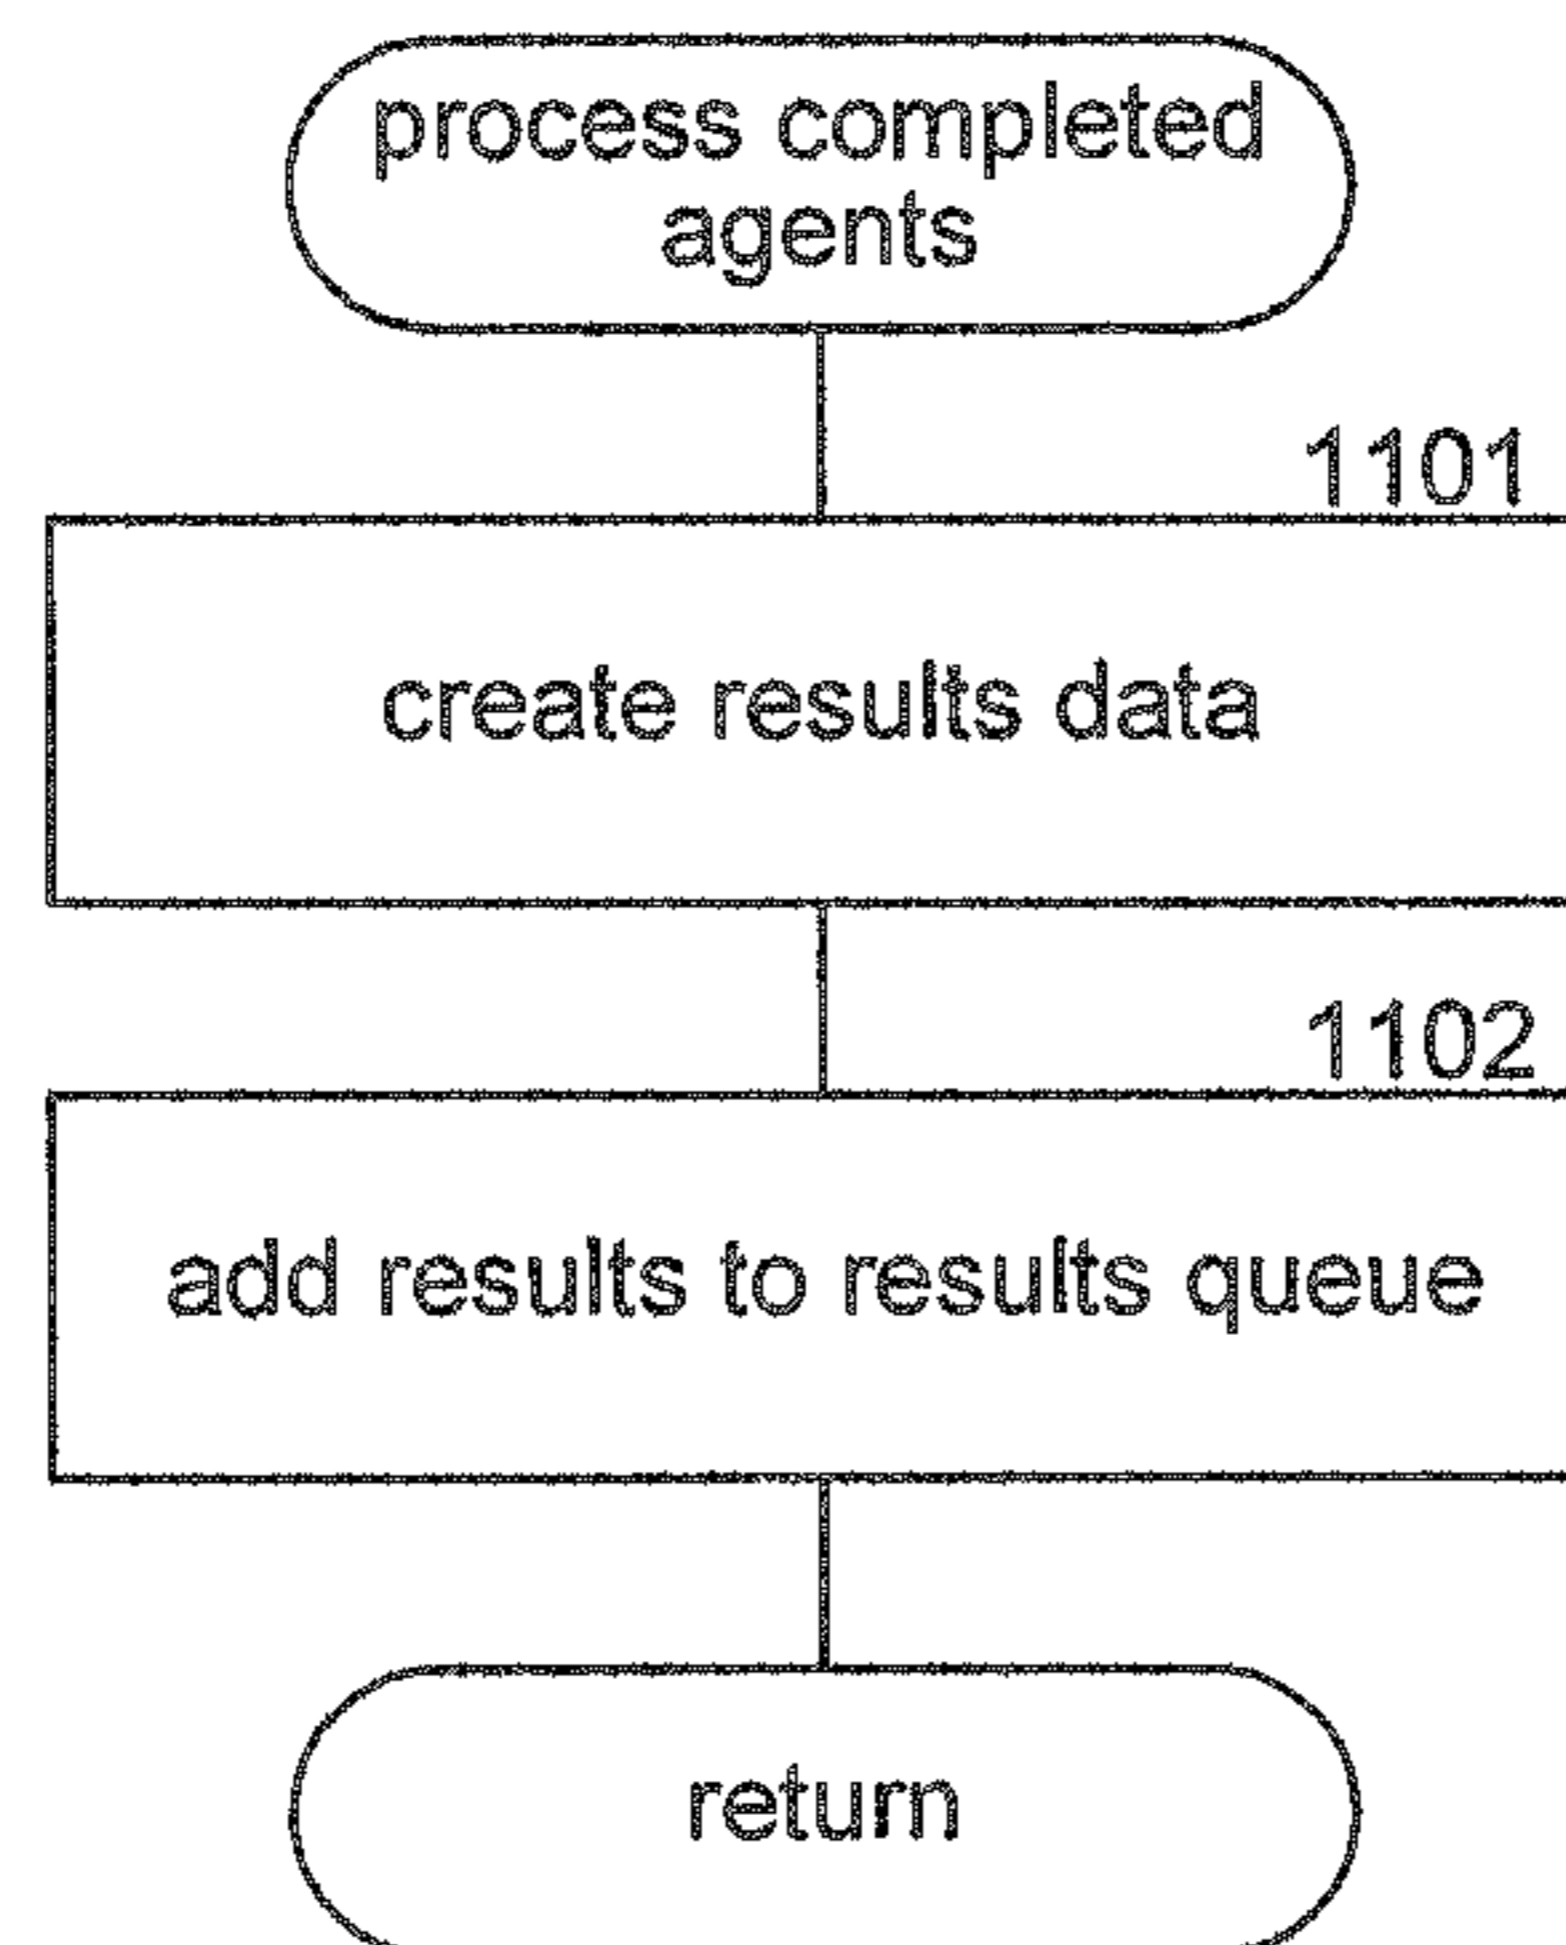 process completed
agents
1101
create results data
1102
add results to results queue
return